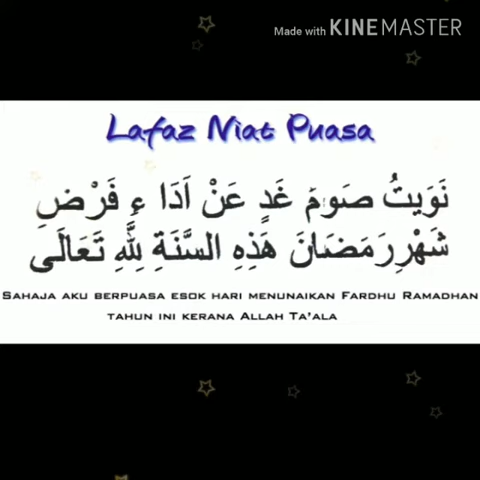 Made with KINEMASTER
Lafaz Niat Puasa
نَوَيتُ صَوْمَ غَدٍ عَنْ اَدَا ءِ فَرْضِ
شَهْرِرَمَضَانَ هَذِهِ السَّنَةِ لِلَّهِ تَعَالَى
SAHAJA AKU BERPUASA ESOK HARI MENUNAIKAN FARDHU RAMADHAN
TAHUN INI KERANA ALLAH TA'ALA